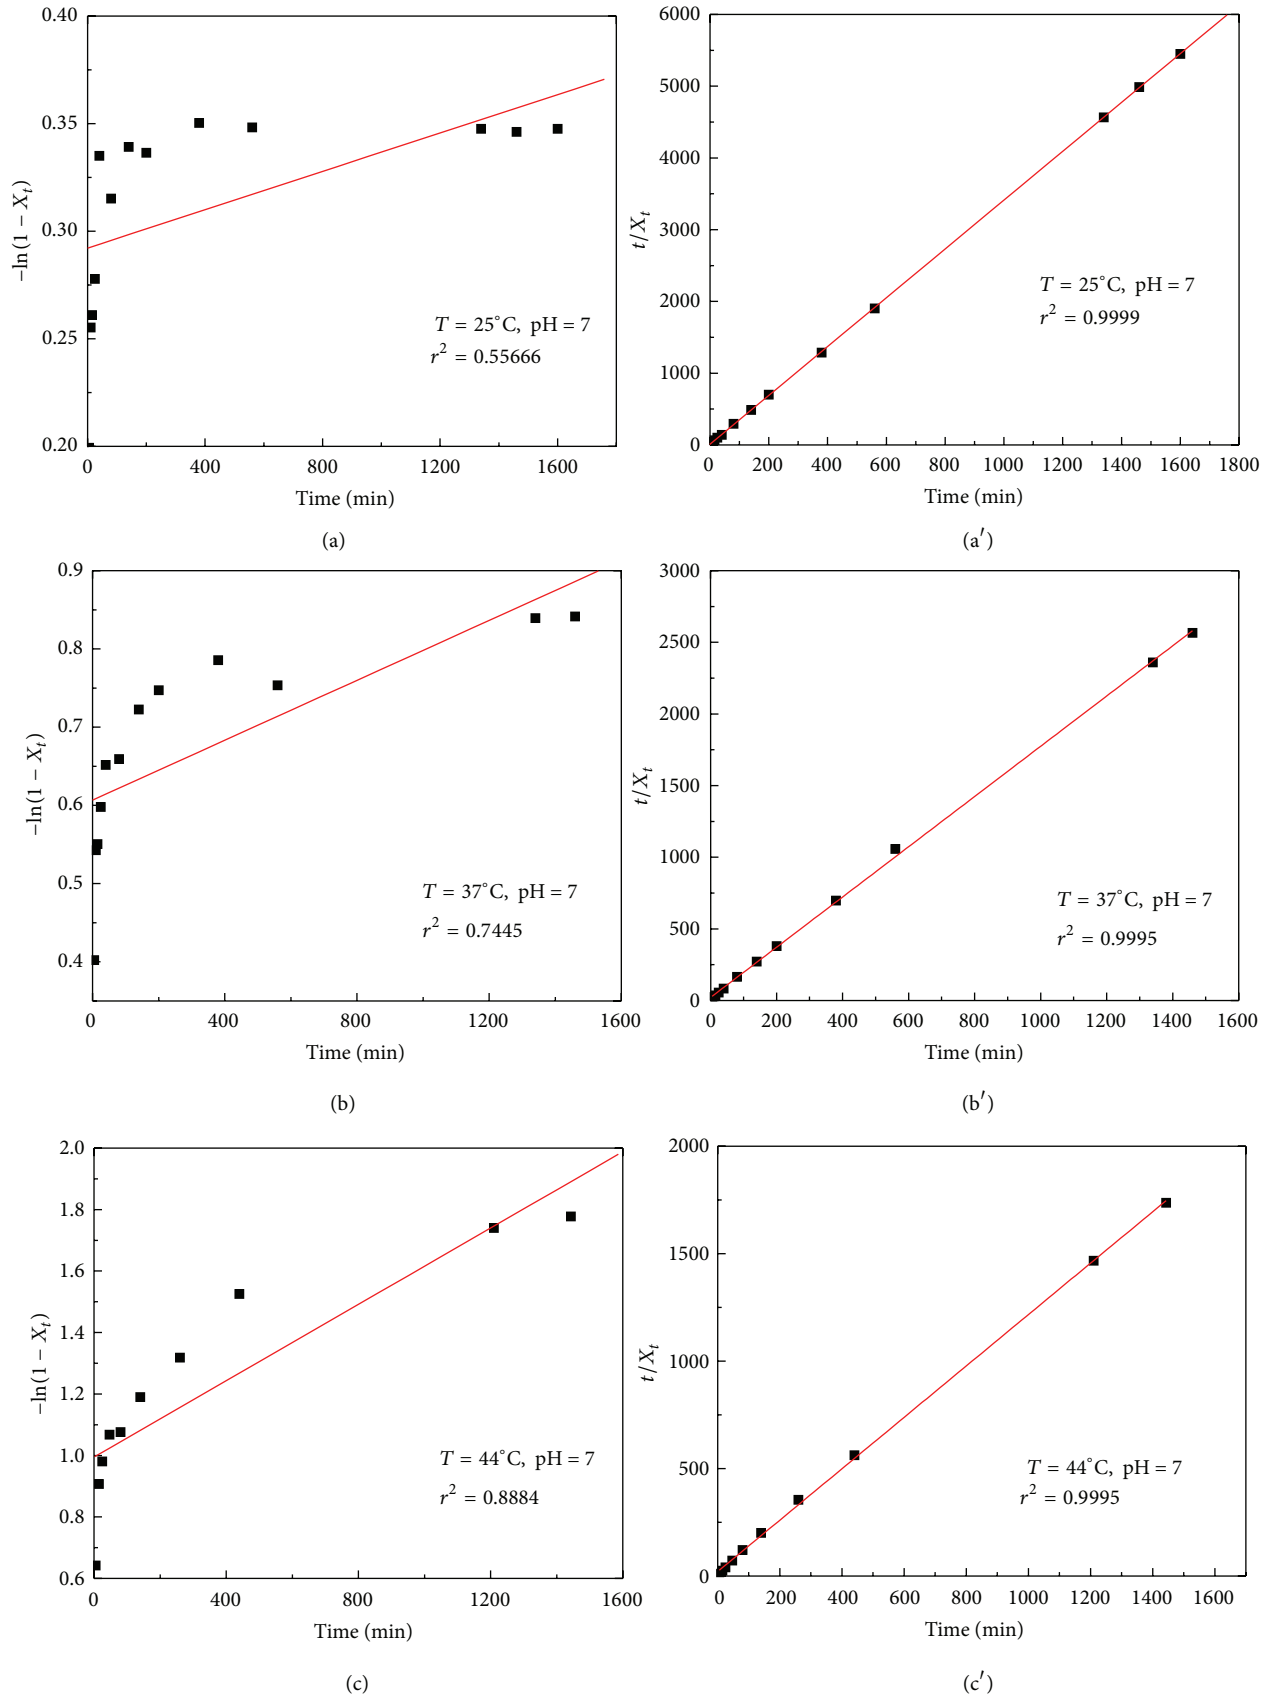 0.40
0.35
0.30
0.25
0.20
−ln(1 − X_t)
T = 25°C, pH = 7
r² = 0.55666
0 400 800 1200 1600
Time (min)
(a)
6000
5000
4000
3000
2000
1000
0
t/X_t
T = 25°C, pH = 7
r² = 0.9999
0 200 400 600 800 1000 1200 1400 1600 1800
Time (min)
(a′)
0.9
0.8
0.7
0.6
0.5
0.4
−ln(1 − X_t)
T = 37°C, pH = 7
r² = 0.7445
0 400 800 1200 1600
Time (min)
(b)
3000
2500
2000
1500
1000
500
0
t/X_t
T = 37°C, pH = 7
r² = 0.9995
0 200 400 600 800 1000 1200 1400 1600
Time (min)
(b′)
2.0
1.8
1.6
1.4
1.2
1.0
0.8
0.6
−ln(1 − X_t)
T = 44°C, pH = 7
r² = 0.8884
0 400 800 1200 1600
Time (min)
(c)
2000
1500
1000
500
0
t/X_t
T = 44°C, pH = 7
r² = 0.9995
0 200 400 600 800 1000 1200 1400 1600
Time (min)
(c′)